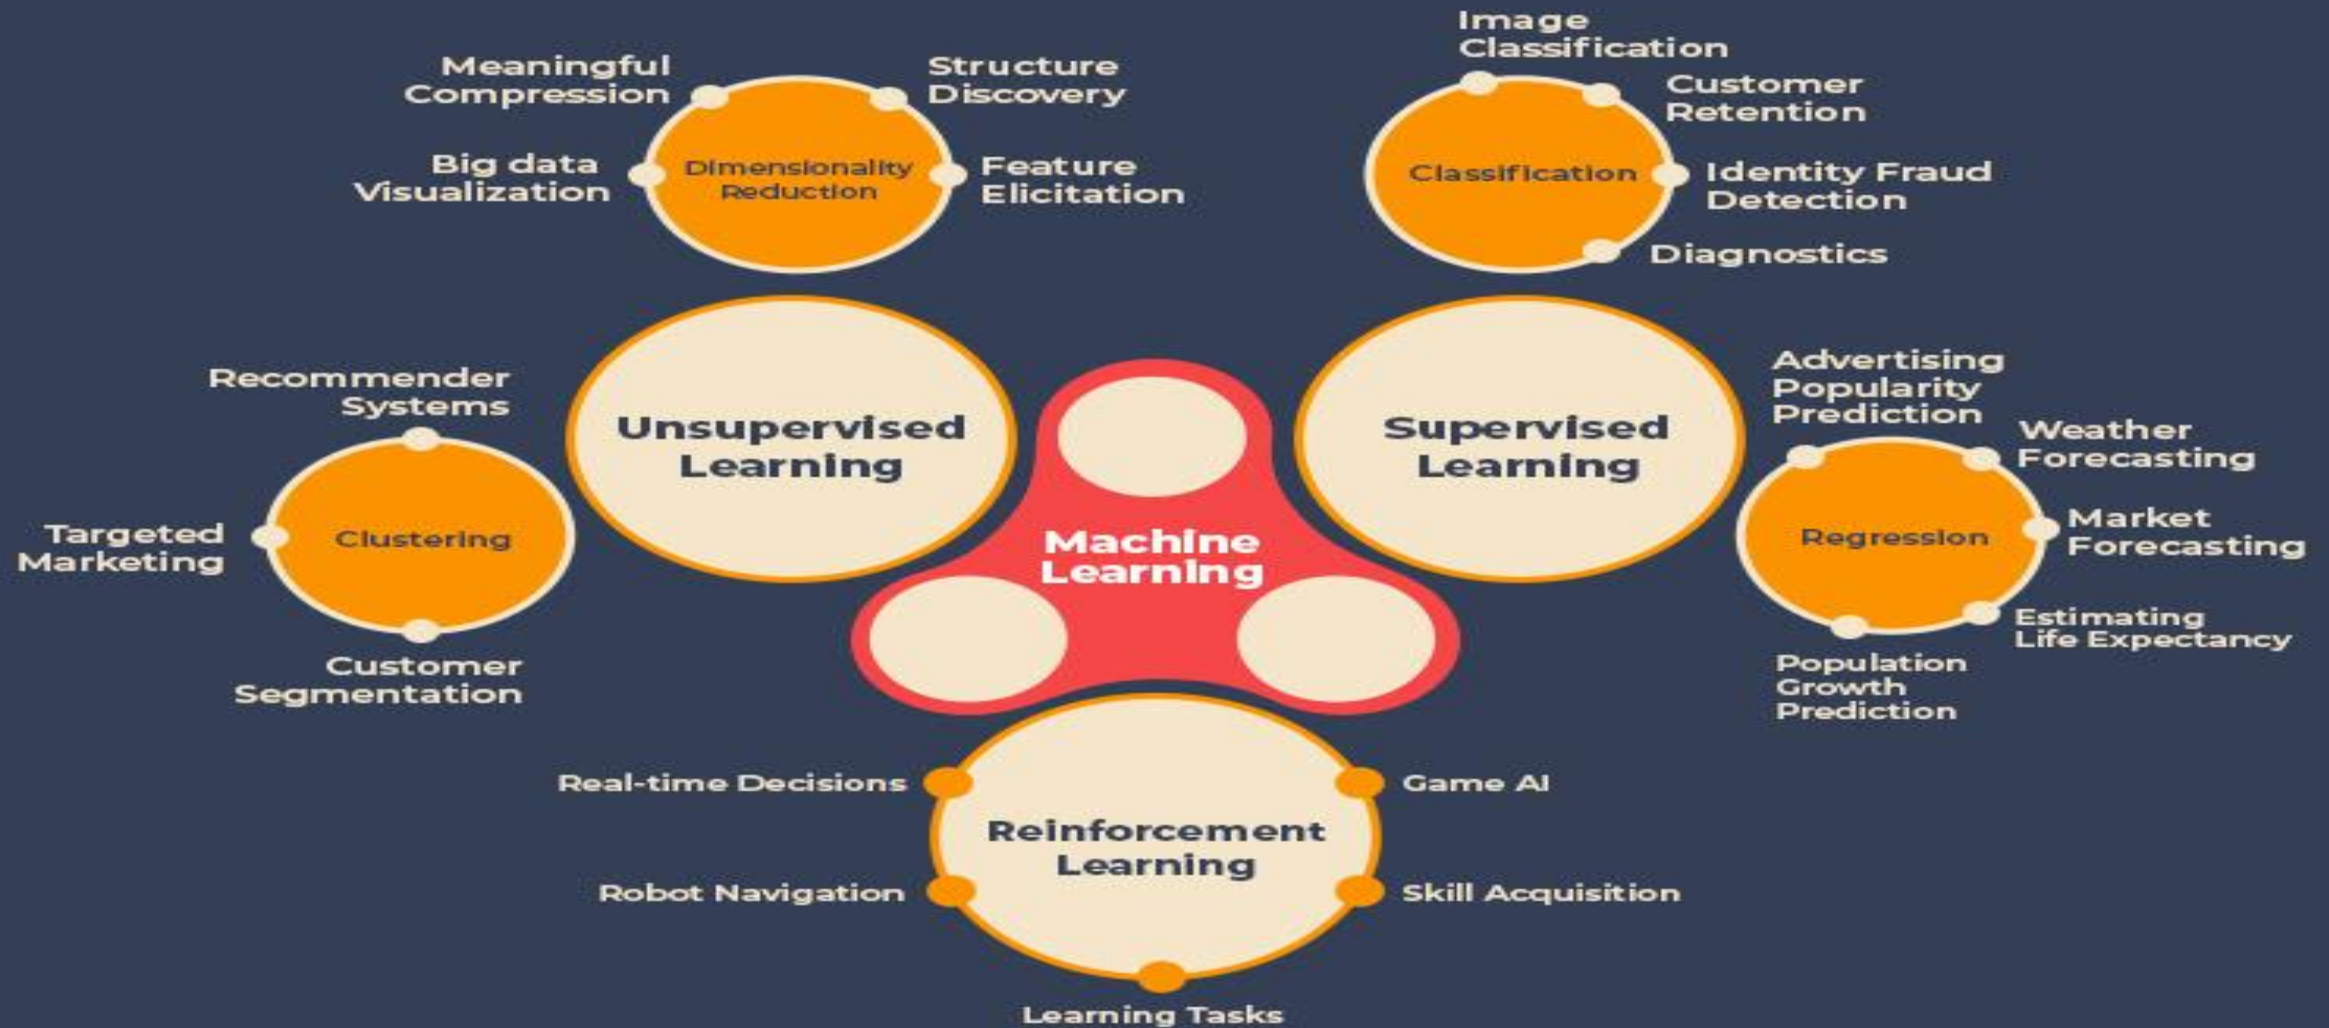 Meaningful
Compression
Structure
Discovery
Big data
Visualization
Dimensionality
Reduction
Feature
Elicitation
Image
Classification
Customer
Retention
Classification
Identity Fraud
Detection
Diagnostics
Recommender
Systems
Targeted
Marketing
Clustering
Customer
Segmentation
Unsupervised
Learning
Machine
Learning
Supervised
Learning
Advertising
Popularity
Prediction
Weather
Forecasting
Regression
Market
Forecasting
Estimating
Life Expectancy
Population
Growth
Prediction
Real-time Decisions
Game AI
Reinforcement
Learning
Robot Navigation
Skill Acquisition
Learning Tasks